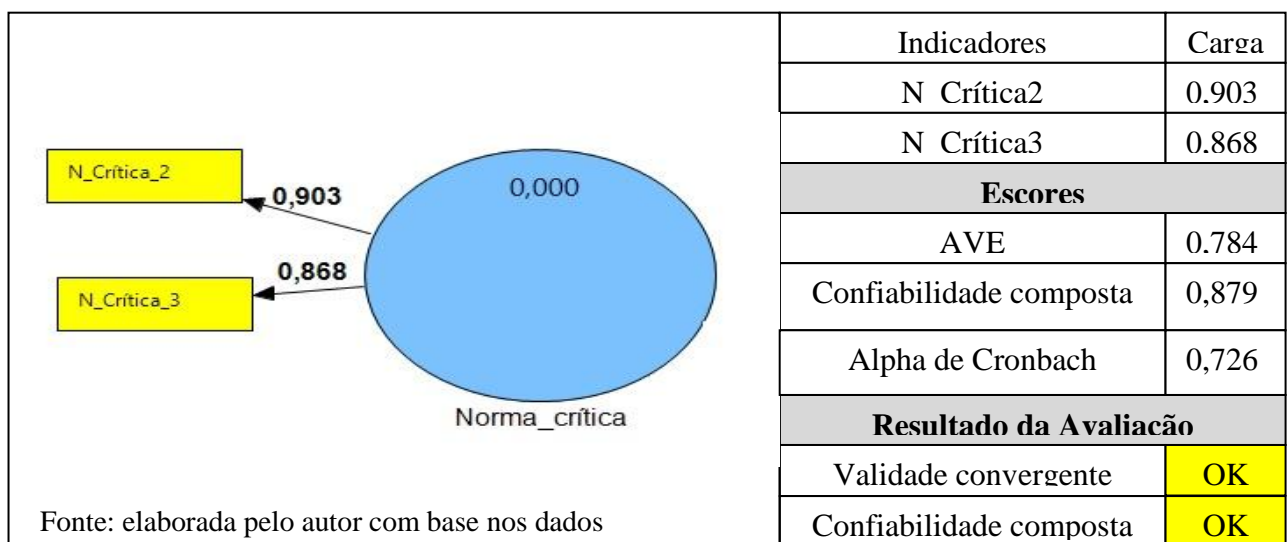 N_Crítica_2
0,903
0,000
N_Crítica_3
0,868
Norma_crítica
Fonte: elaborada pelo autor com base nos dados
Indicadores Carga
N_Crítica2 0,903
N_Crítica3 0,868
Escores
AVE 0,784
Confiabilidade composta 0,879
Alpha de Cronbach 0,726
Resultado da Avaliação
Validade convergente OK
Confiabilidade composta OK